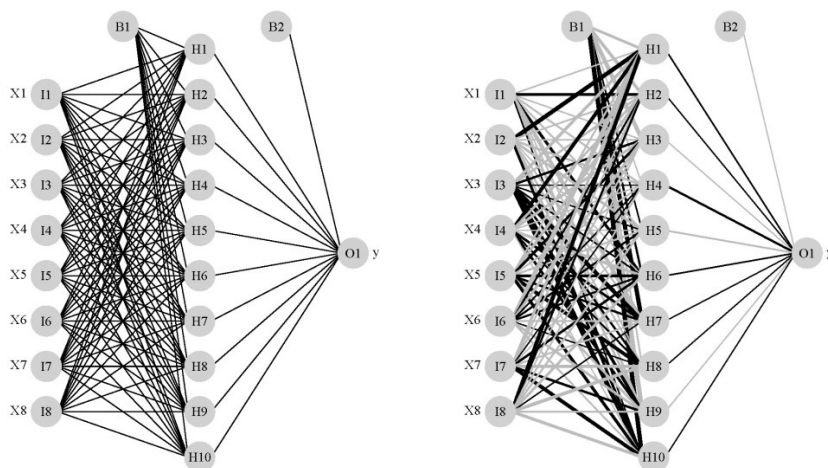 B1 B2
H1
X1 I1 H2
X2 I2 H3
X3 I3 H4
X4 I4 H5
X5 I5 H6
X6 I6 H7
X7 I7 H8
X8 I8 H9
H10
O1 y
B1 B2
H1
X1 I1 H2
X2 I2 H3
X3 I3 H4
X4 I4 H5
X5 I5 H6
X6 I6 H7
X7 I7 H8
X8 I8 H9
H10
O1 y